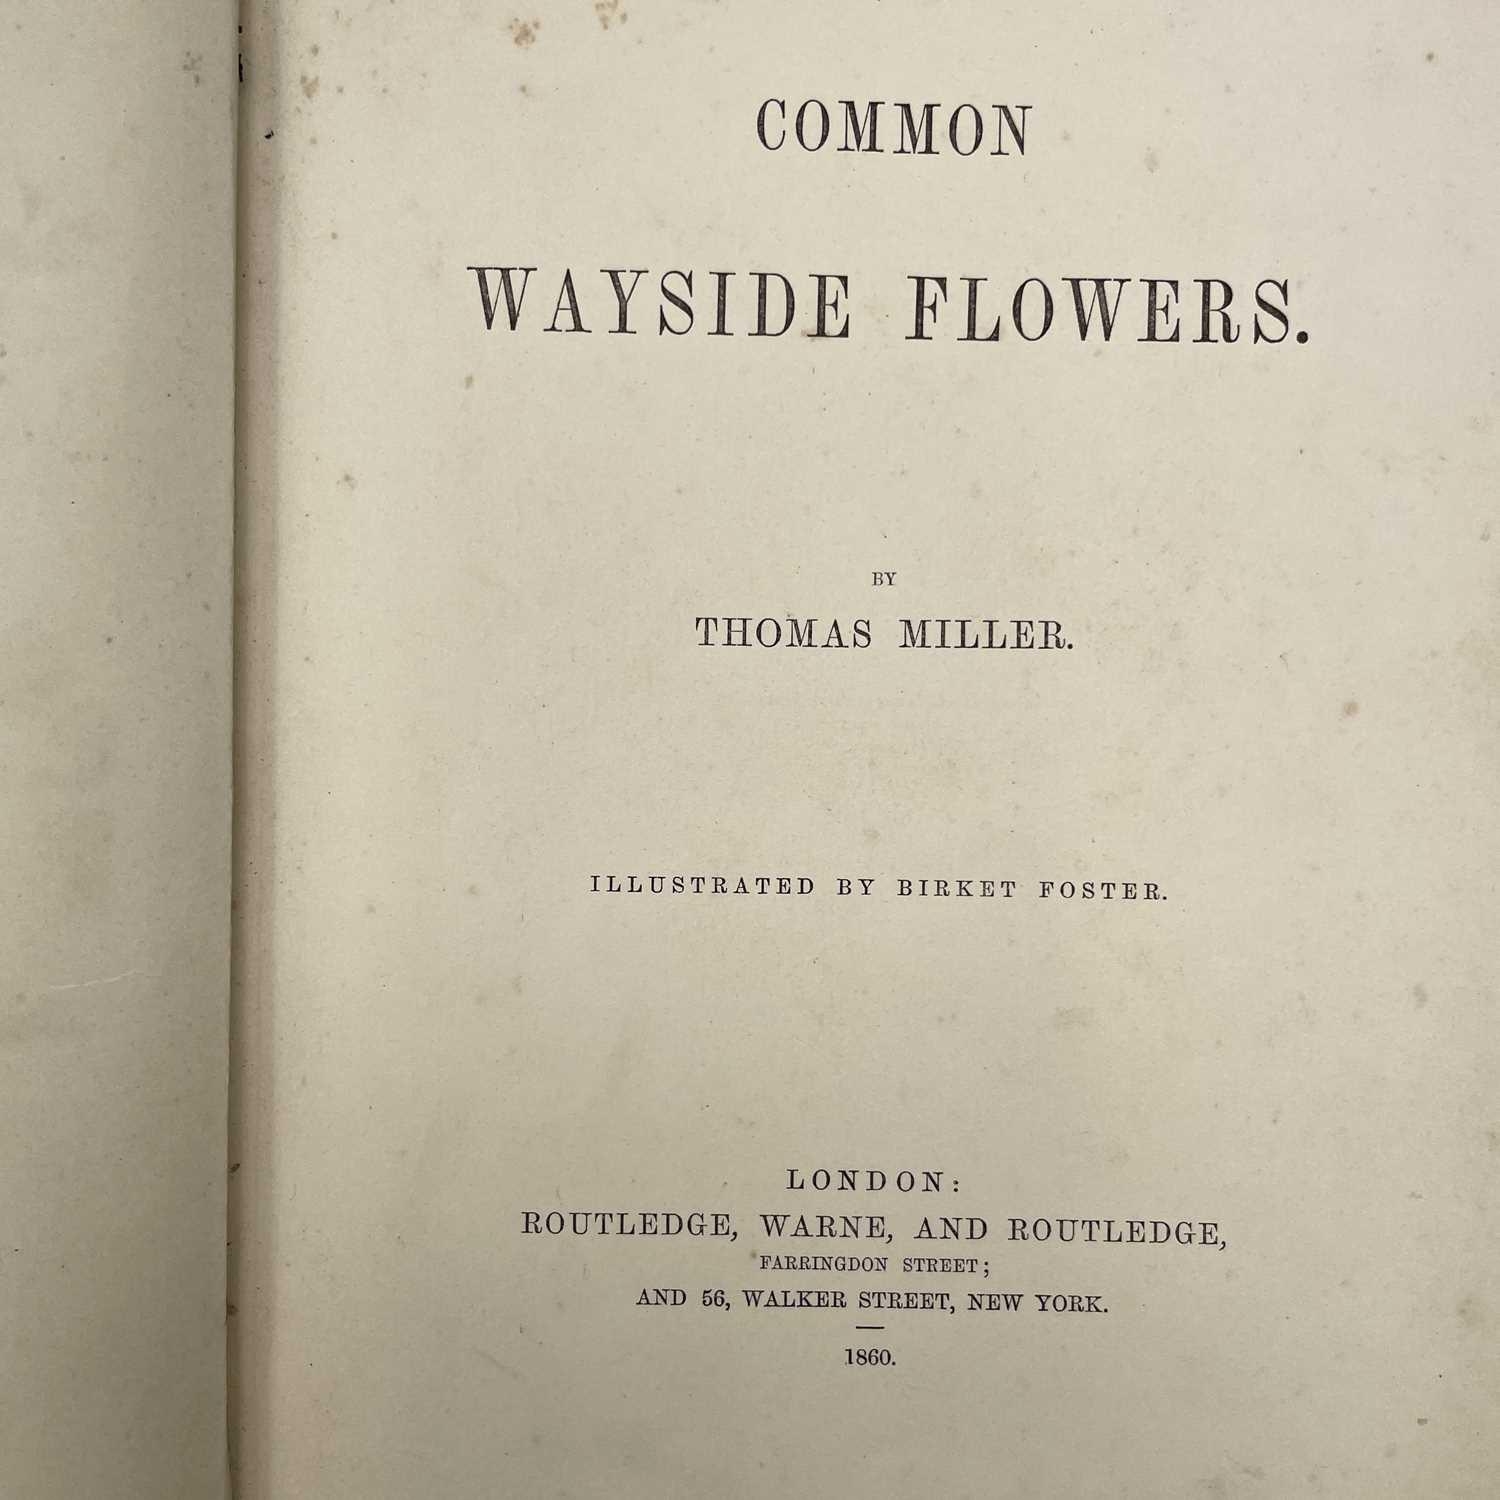 COMMON
WAYSIDE FLOWERS.
BY
THOMAS MILLER.
ILLUSTRATED BY BIRKET FOSTER.
LONDON:
ROUTLEDGE, WARNE, AND ROUTLEDGE,
FARRINGDON STREET;
AND 56, WALKER STREET, NEW YORK.
1860.